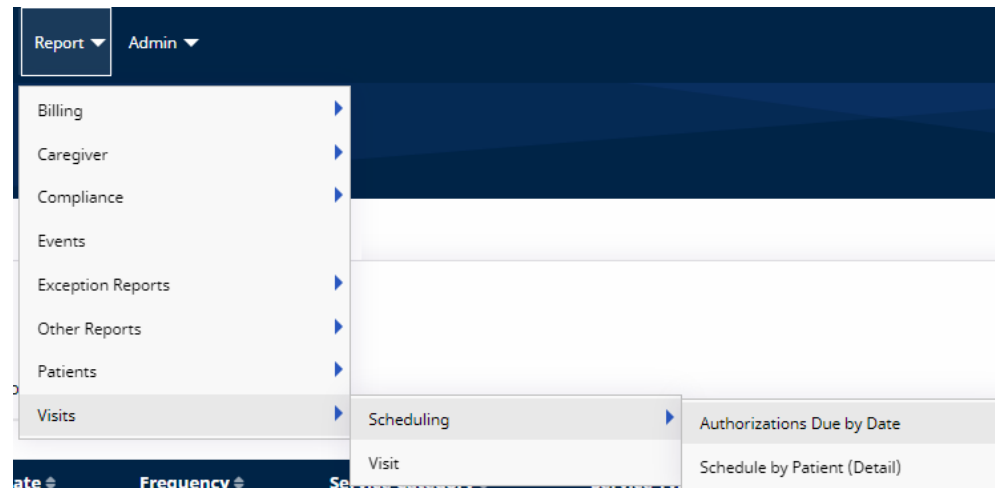 Report
Admin
Billing
Caregiver
Compliance
Events
Exception Reports
Other Reports
Patients
Visits
Scheduling
Visit
Authorizations Due by Date
Schedule by Patient (Detail)
Frequency